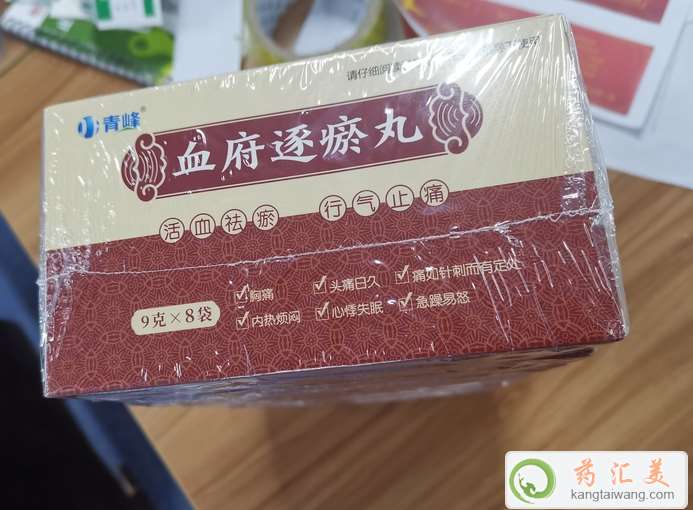 请仔细阅读
使用
青峰®
血府逐瘀丸
活血祛瘀 行气止痛
9克×8袋
胸痛 头痛日久 痛如针刺而有定处
内热烦闷 心悸失眠 急躁易怒
药汇美
kangtaiwang.com